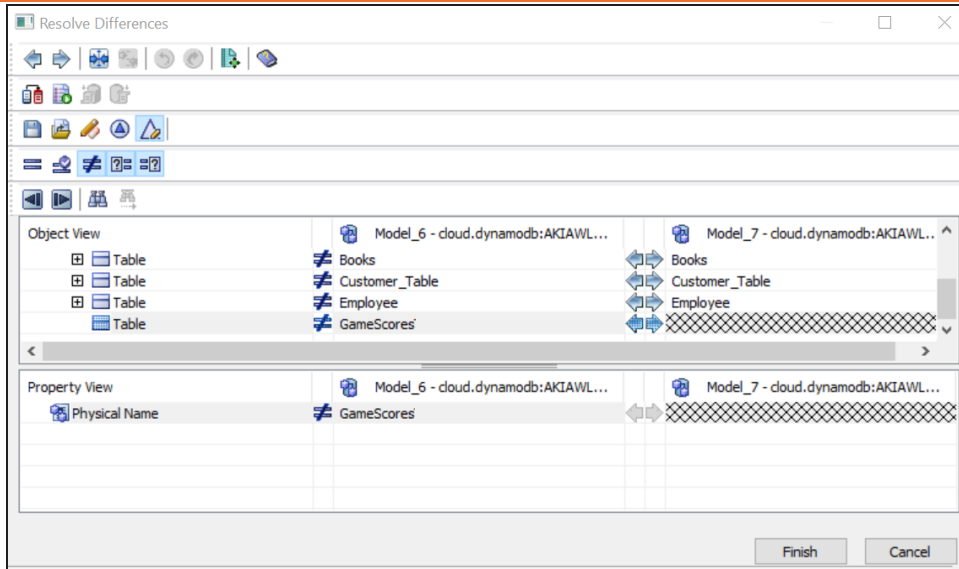 Resolve Differences
Object View Model_6 - cloud.dynamodb:AKIAWL... Model_7 - cloud.dynamodb:AKIAWL...
Table Books Books
Table Customer_Table Customer_Table
Table Employee Employee
Table GameScores
Property View Model_6 - cloud.dynamodb:AKIAWL... Model_7 - cloud.dynamodb:AKIAWL...
Physical Name GameScores
Finish Cancel